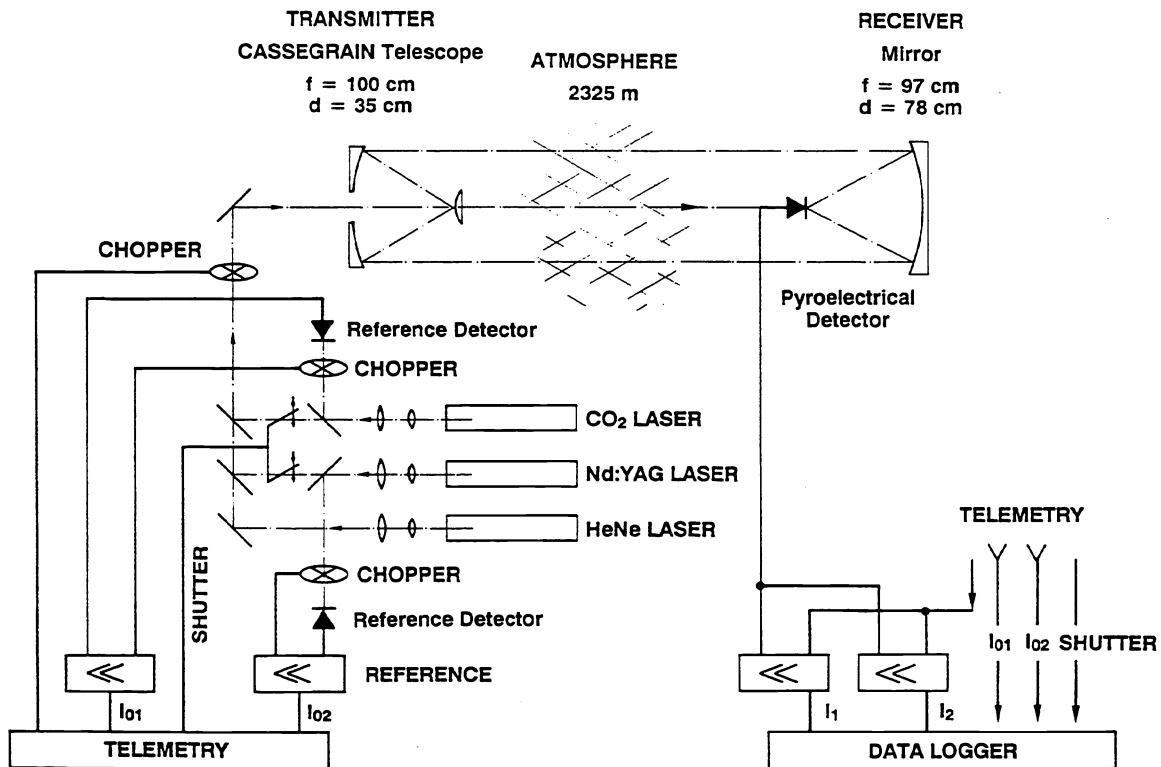 TRANSMITTER
CASSEGRAIN Telescope
f = 100 cm
d = 35 cm
ATMOSPHERE
2325 m
RECEIVER
Mirror
f = 97 cm
d = 78 cm
CHOPPER
Reference Detector
CHOPPER
Pyroelectrical
Detector
CO₂ LASER
Nd:YAG LASER
HeNe LASER
SHUTTER
CHOPPER
Reference Detector
REFERENCE
I₀₁
I₀₂
TELEMETRY
TELEMETRY
I₀₁
I₀₂
SHUTTER
I₁
I₂
DATA LOGGER